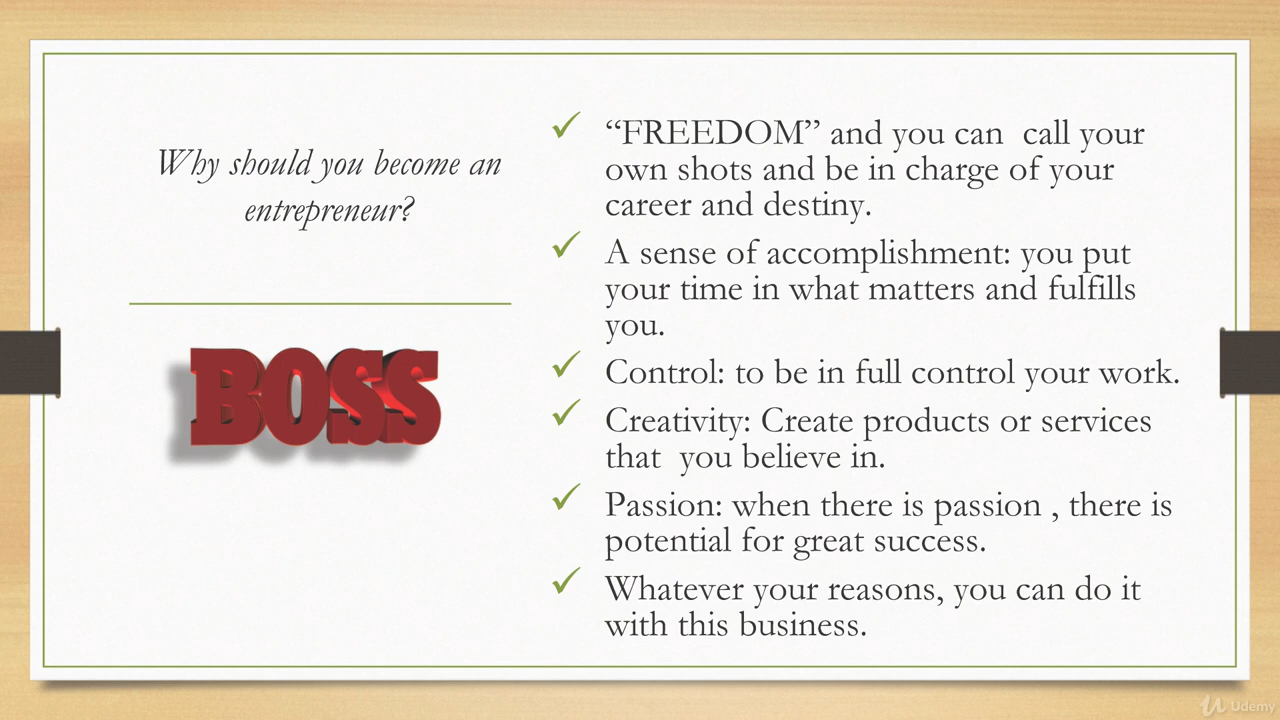 Why should you become an
entrepreneur?
BOSS
“FREEDOM” and you can  call your
own shots and be in charge of your
career and destiny.
A sense of accomplishment: you put
your time in what matters and fulfills
you.
Control: to be in full control your work.
Creativity: Create products or services
that  you believe in.
Passion: when there is passion , there is
potential for great success.
Whatever your reasons, you can do it
with this business.
Udemy